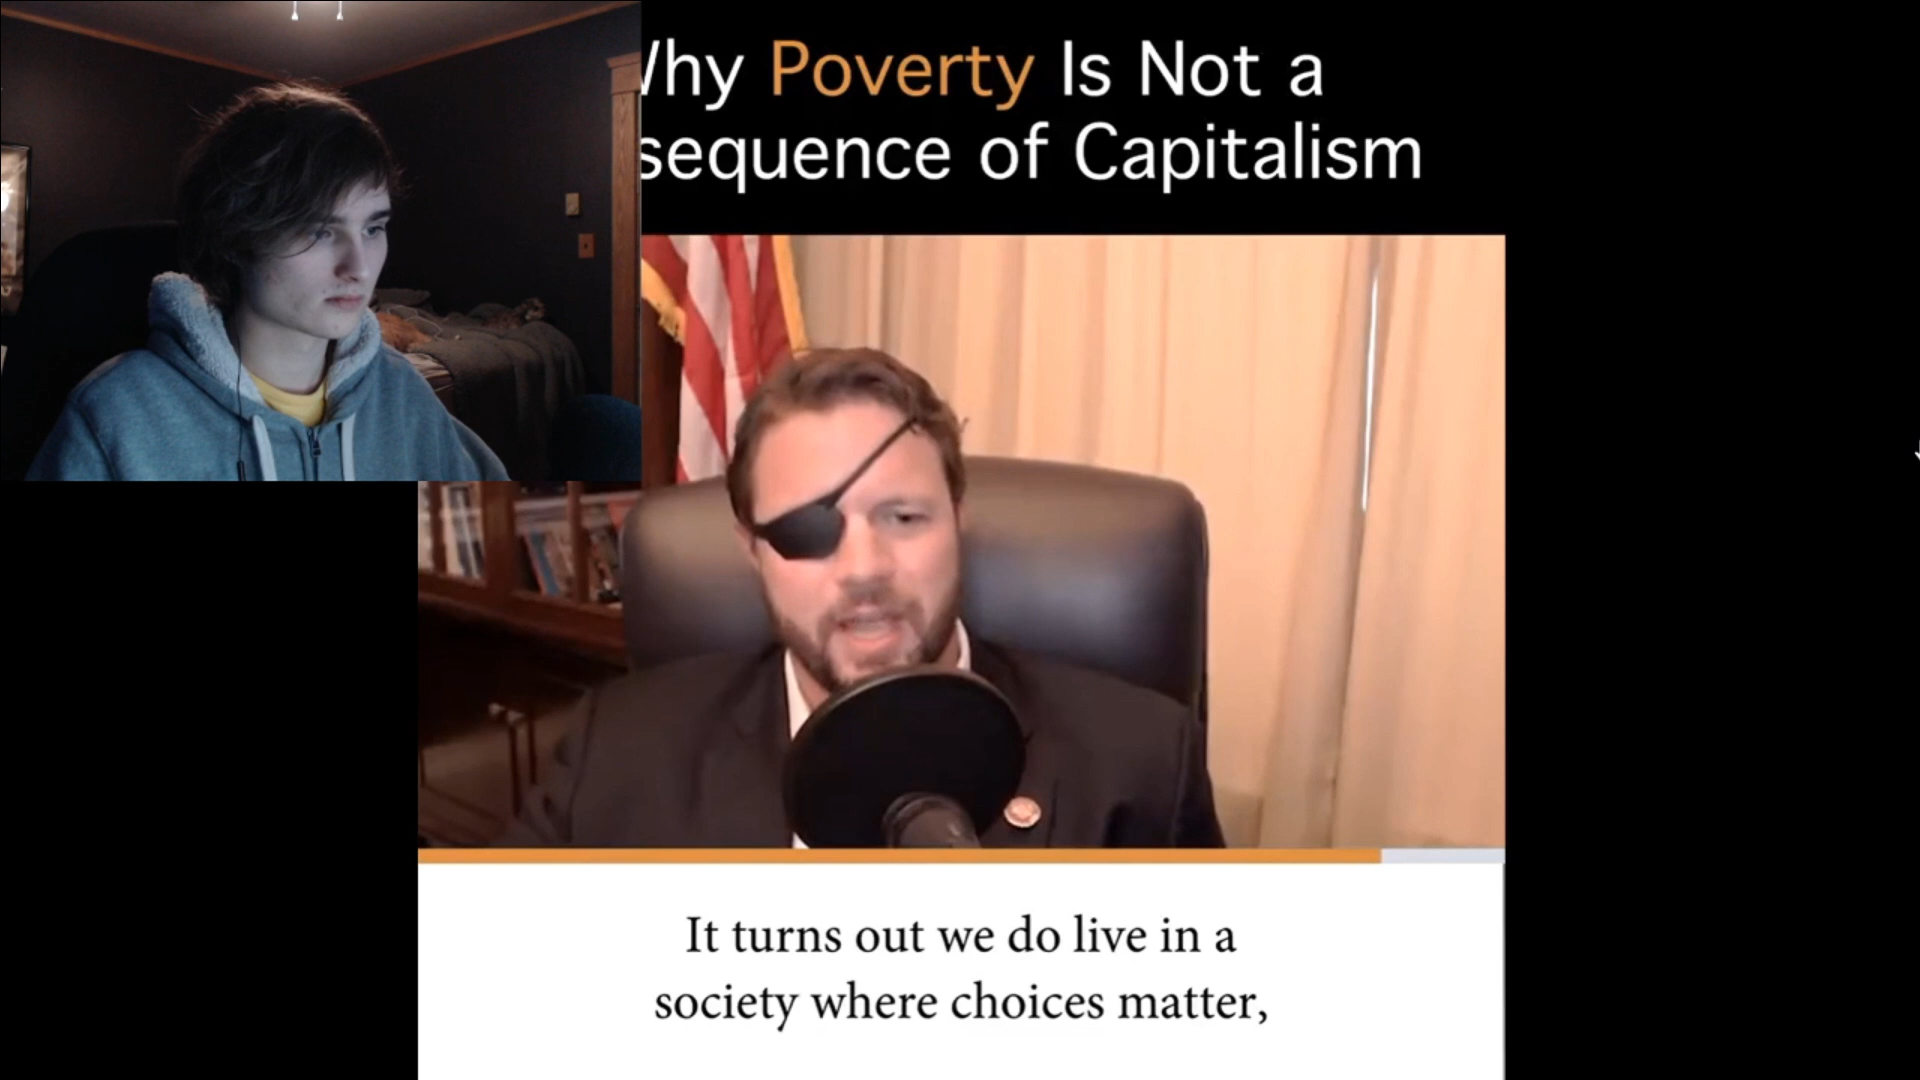 hy Poverty Is Not a
sequence of Capitalism
It turns out we do live in a
society where choices matter,